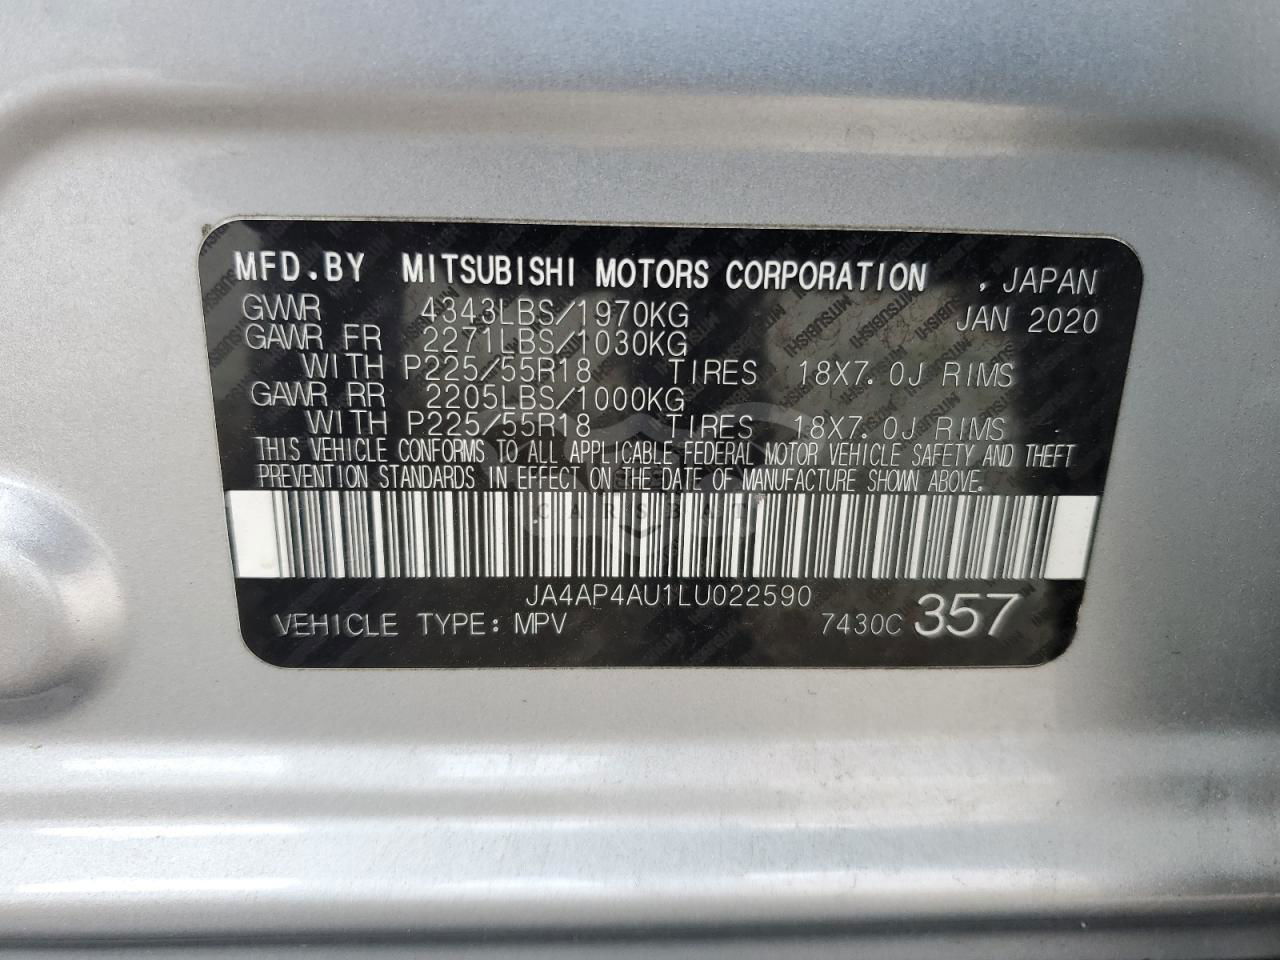 MFD.BY MITSUBISHI MOTORS CORPORATION , JAPAN
GVWR 4343LBS/1970KG JAN 2020
GAWR FR 2271LBS/1030KG
WITH P225/55R18 TIRES 18X7.0J RIMS
GAWR RR 2205LBS/1000KG
WITH P225/55R18 TIRES 18X7.0J RIMS
THIS VEHICLE CONFORMS TO ALL APPLICABLE FEDERAL MOTOR VEHICLE SAFETY AND THEFT
PREVENTION STANDARDS IN EFFECT ON THE DATE OF MANUFACTURE SHOWN ABOVE.
CARSBAT
JA4AP4AU1LU022590
VEHICLE TYPE: MPV 7430C 357